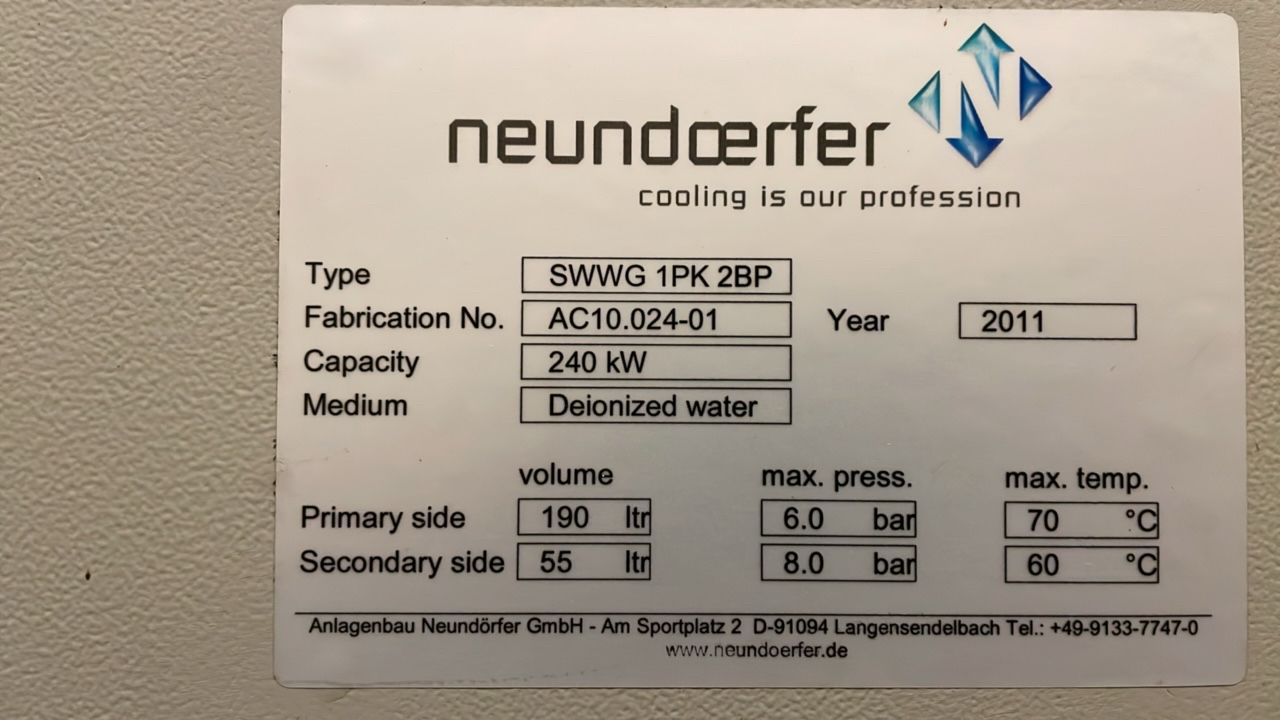 neundœrfer
cooling is our profession
Type SWWG 1PK 2BP
Fabrication No. AC10.024-01 Year 2011
Capacity 240 kW
Medium Deionized water
volume max. press. max. temp.
Primary side 190 ltr 6.0 bar 70 °C
Secondary side 55 ltr 8.0 bar 60 °C
Anlagenbau Neundörfer GmbH - Am Sportplatz 2 D-91094 Langensendelbach Tel.: +49-9133-7747-0
www.neundoerfer.de